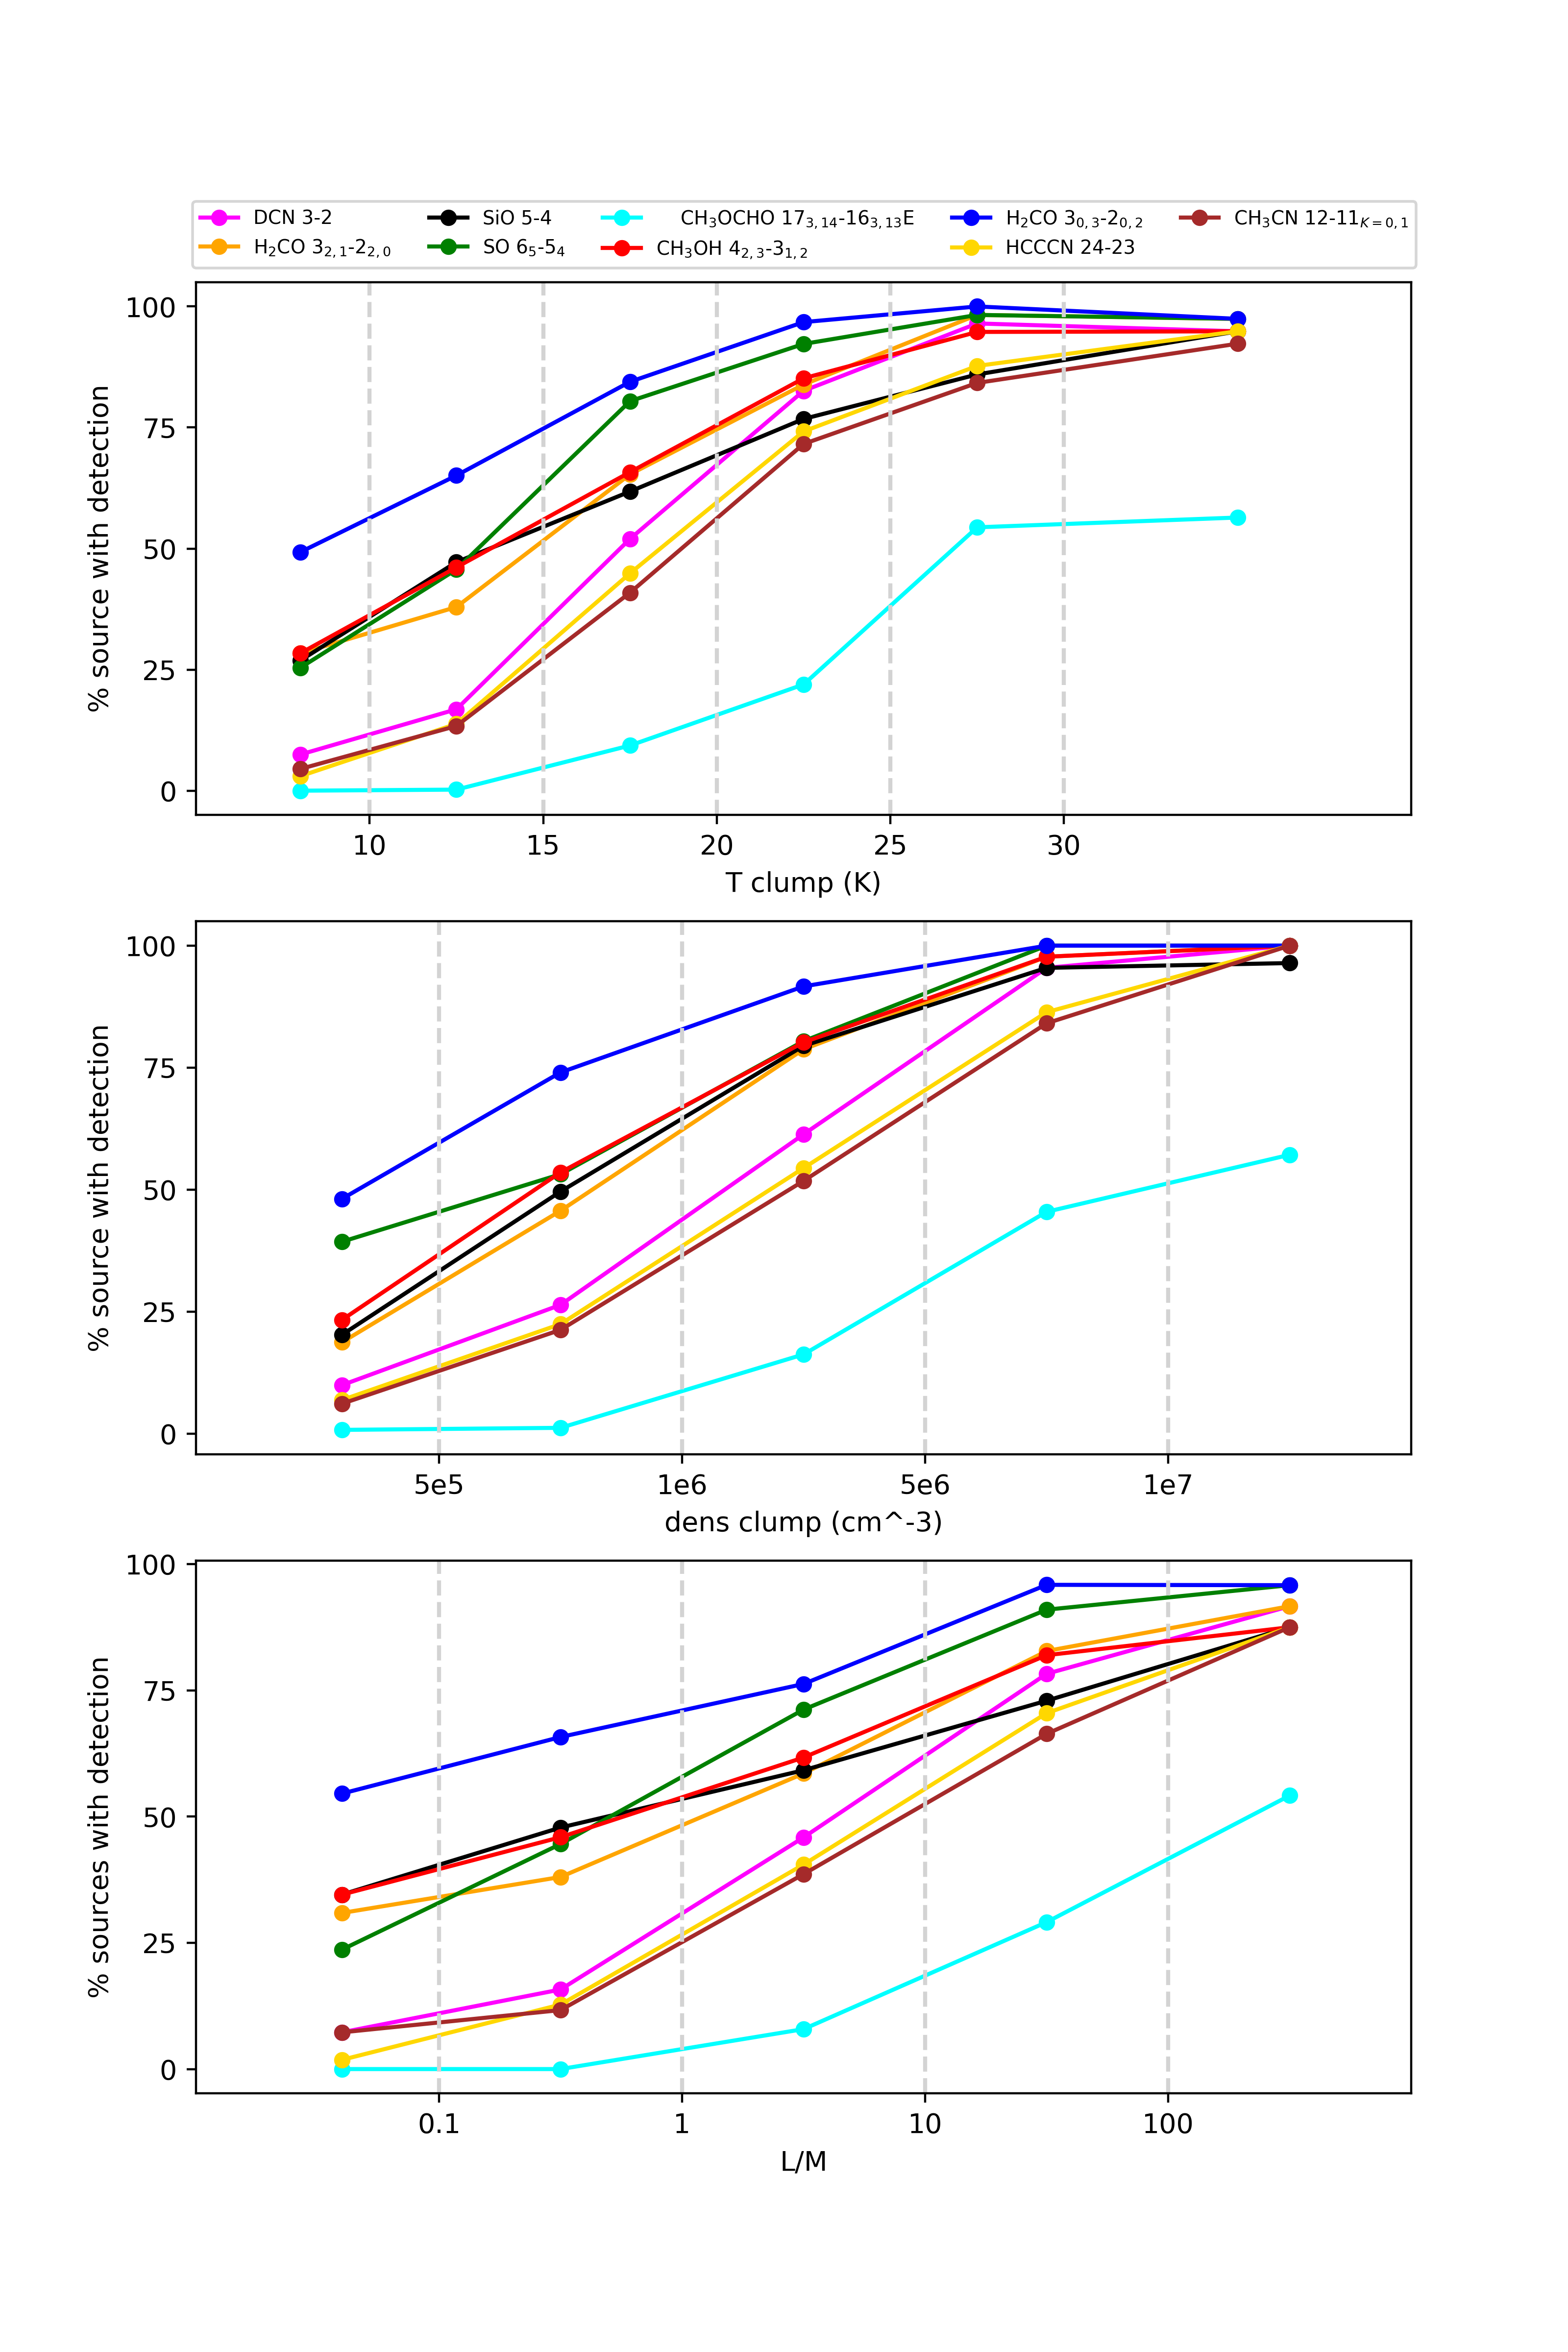 DCN 3-2 SiO 5-4 CH₃OCHO 17₃,₁₄-16₃,₁₃E H₂CO 3₀,₃-2₀,₂ CH₃CN 12-11_K=0,1
H₂CO 3₂,₁-2₂,₀ SO 6₅-5₄ CH₃OH 4₂,₃-3₁,₂ HCCCN 24-23
100
75
50
25
0
% source with detection
10 15 20 25 30
T clump (K)
100
75
50
25
0
% source with detection
5e5 1e6 5e6 1e7
dens clump (cm^-3)
100
75
50
25
0
% sources with detection
0.1 1 10 100
L/M